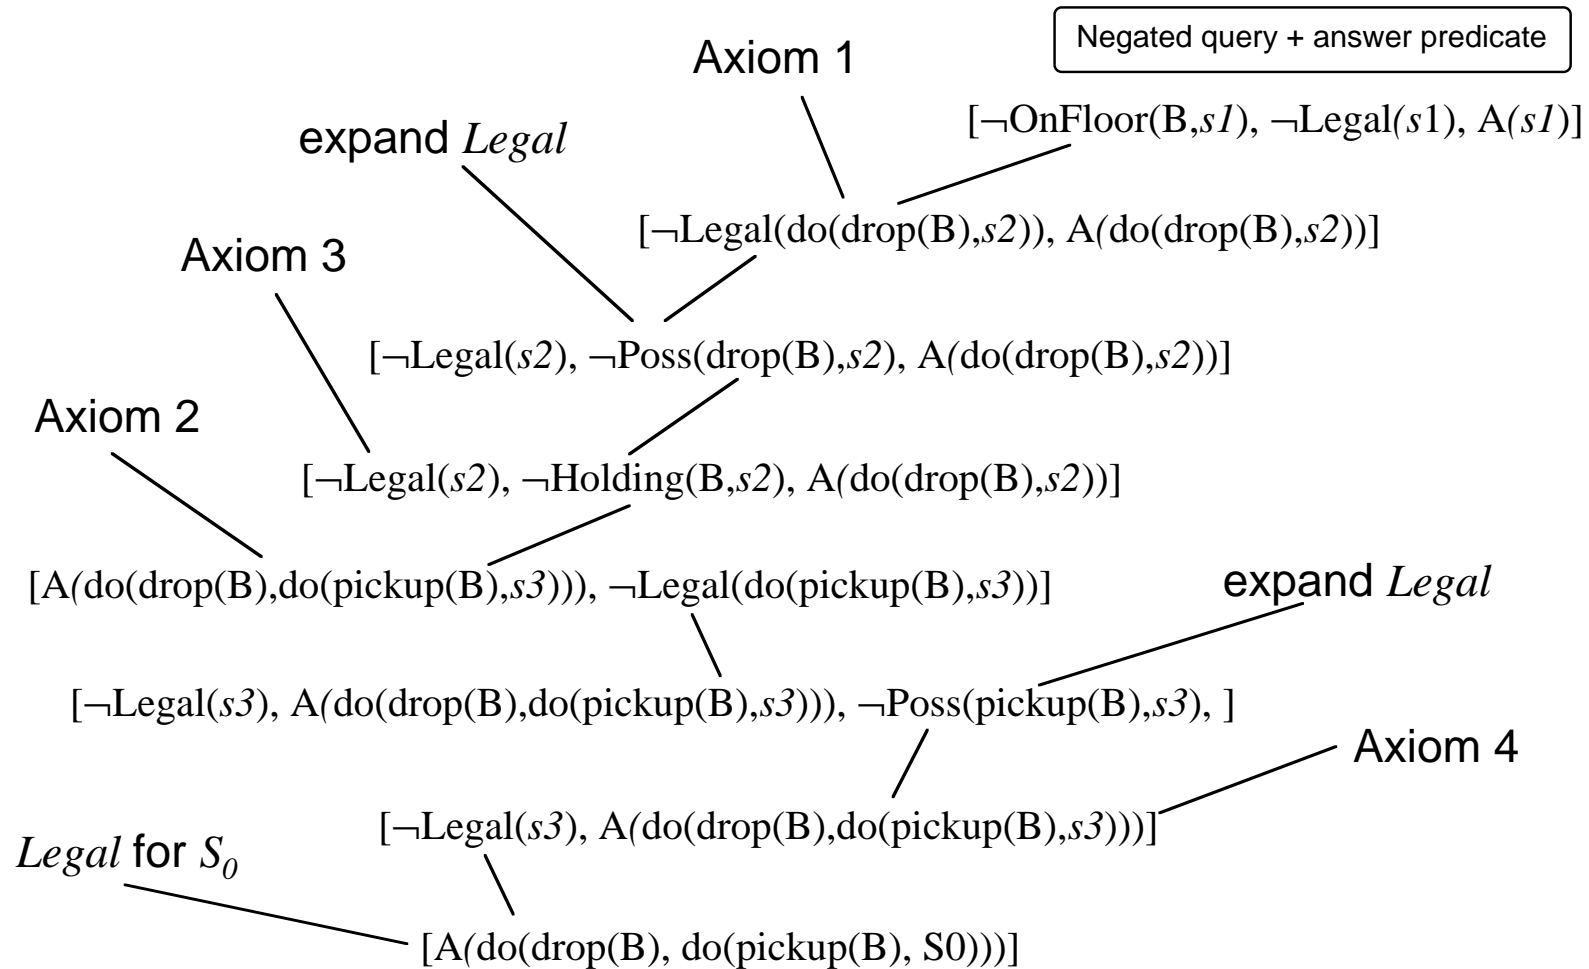 Negated query + answer predicate
Axiom 1
[¬OnFloor(B,s1), ¬Legal(s1), A(s1)]
expand Legal
[¬Legal(do(drop(B),s2)), A(do(drop(B),s2))]
Axiom 3
[¬Legal(s2), ¬Poss(drop(B),s2), A(do(drop(B),s2))]
Axiom 2
[¬Legal(s2), ¬Holding(B,s2), A(do(drop(B),s2))]
[A(do(drop(B),do(pickup(B),s3))), ¬Legal(do(pickup(B),s3))]
expand Legal
[¬Legal(s3), A(do(drop(B),do(pickup(B),s3))), ¬Poss(pickup(B),s3), ]
Axiom 4
[¬Legal(s3), A(do(drop(B),do(pickup(B),s3)))]
Legal for S0
[A(do(drop(B), do(pickup(B), S0)))]